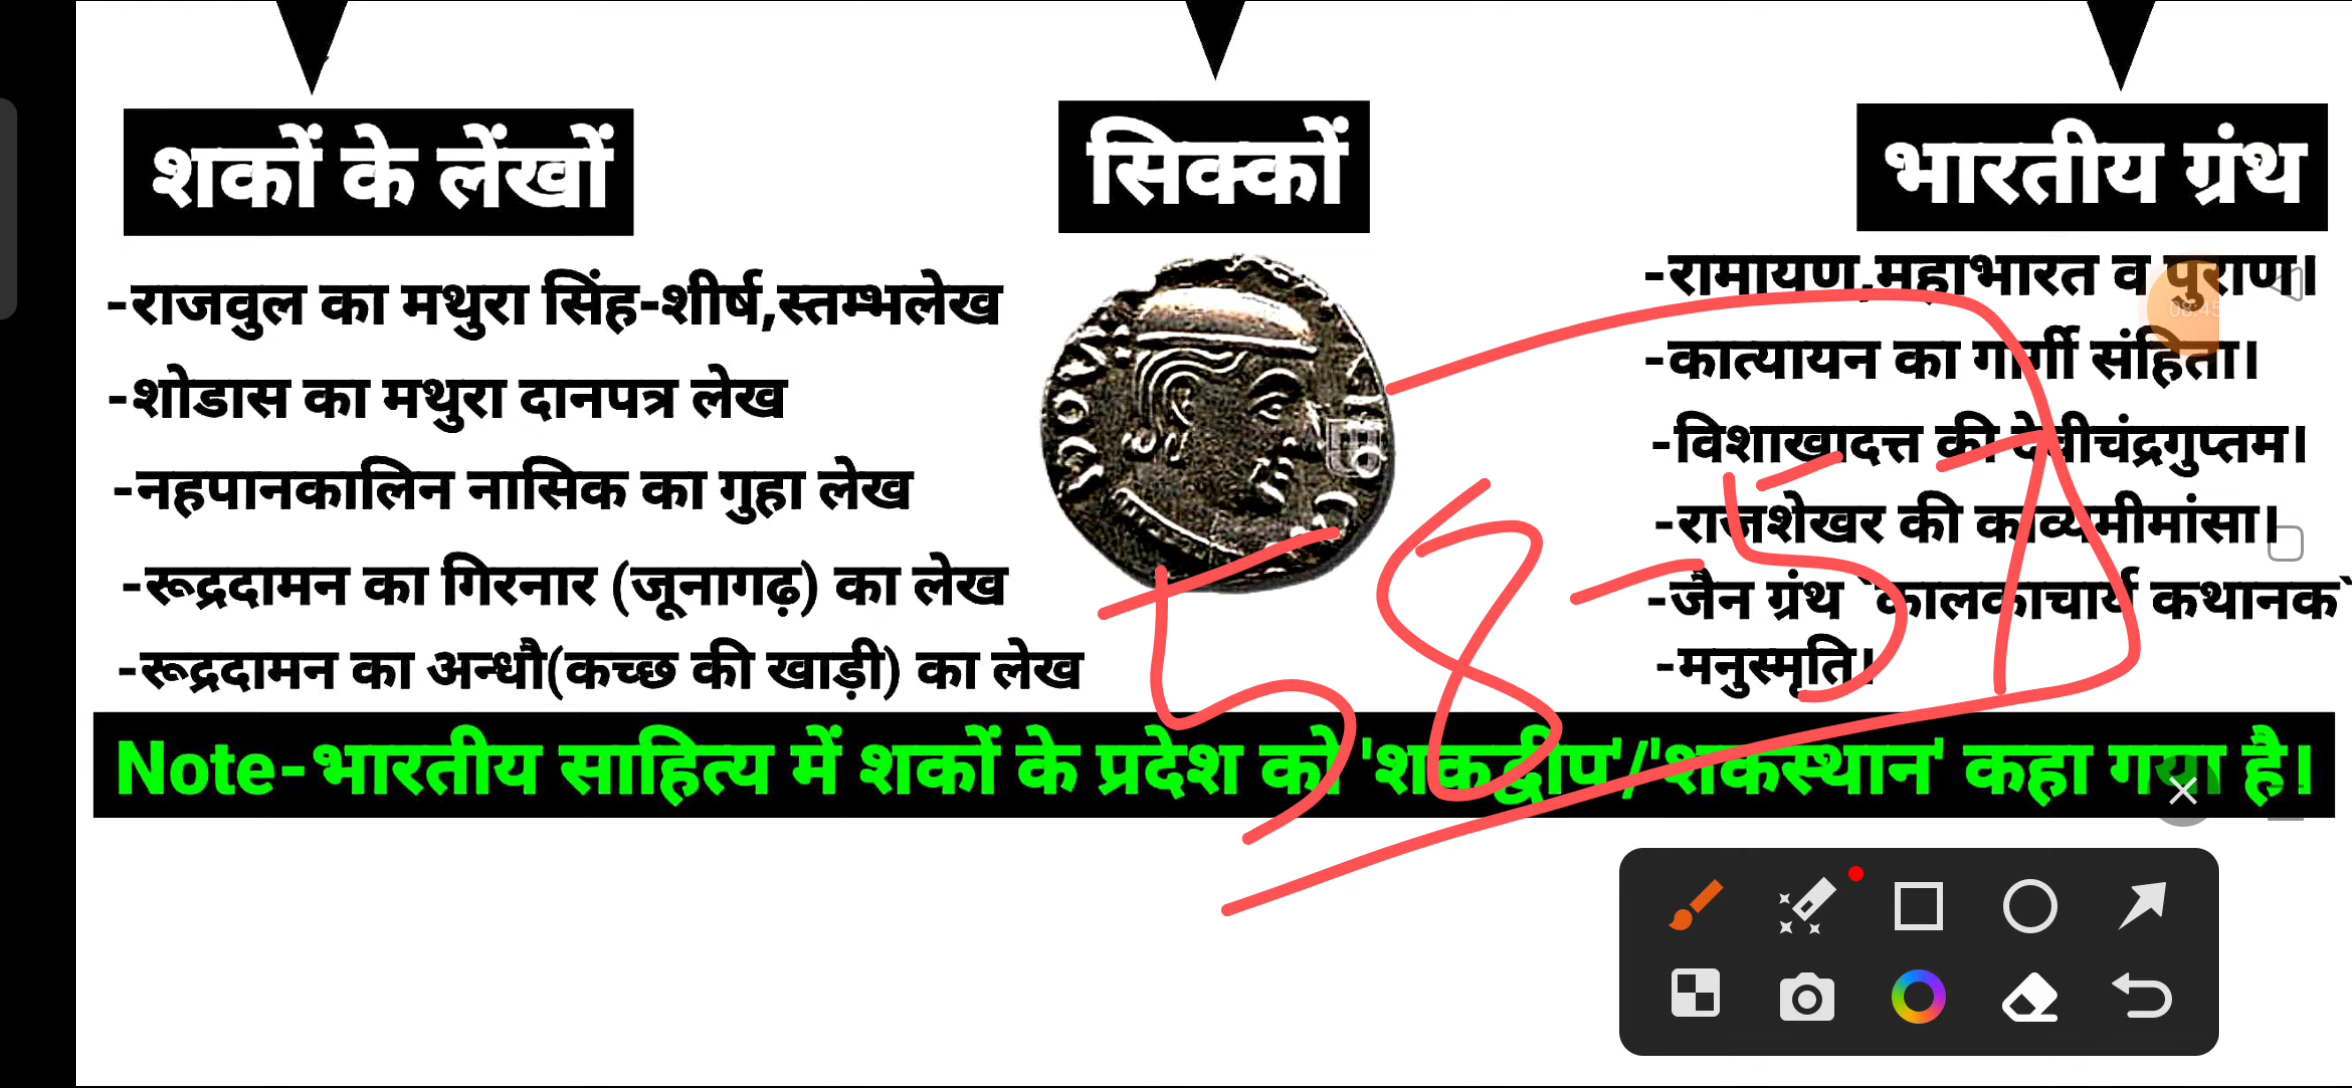 शकों के लेंखों
-राजवुल का मथुरा सिंह-शीर्ष,स्तम्भलेख
-शोडास का मथुरा दानपत्र लेख
-नहपानकालिन नासिक का गुहा लेख
-रूद्रदामन का गिरनार (जूनागढ़) का लेख
-रूद्रदामन का अन्धौ(कच्छ की खाड़ी) का लेख
सिक्कों
58-57
भारतीय ग्रंथ
-रामायण,महाभारत व पुराण।
-कात्यायन का गार्गी संहिता।
-विशाखादत्त की देवीचंद्रगुप्तम।
-राजशेखर की काव्यमीमांसा।
-जैन ग्रंथ `कालकाचार्य कथानक`
-मनुस्मृति।
Note-भारतीय साहित्य में शकों के प्रदेश को 'शकद्वीप'/'शकस्थान' कहा गया है।